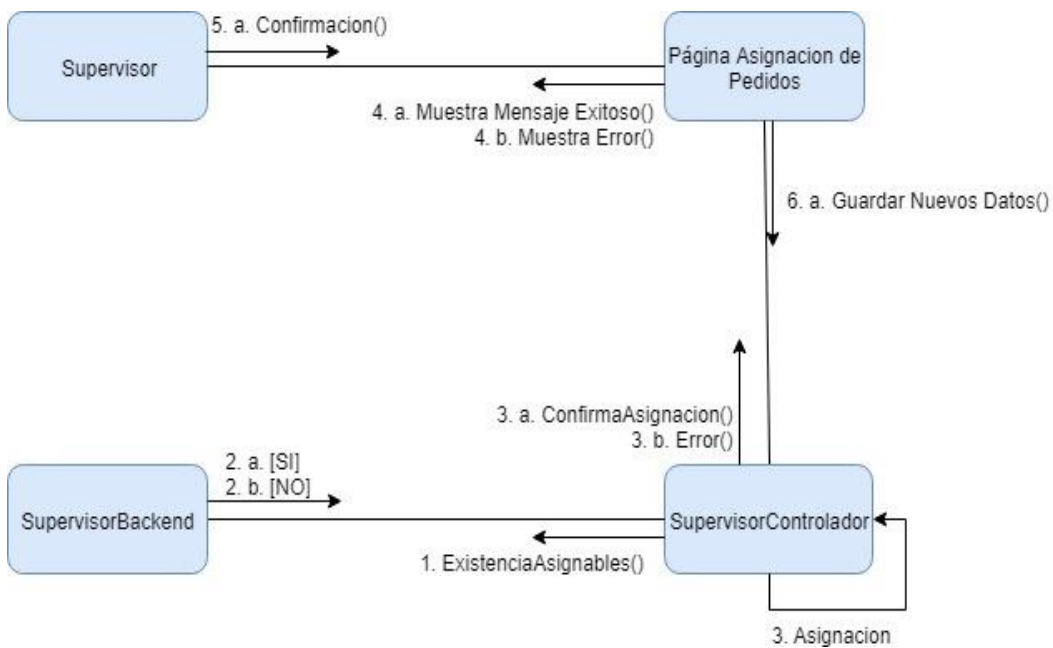 5. a. Confirmacion()
Supervisor
Página Asignacion de
Pedidos
4. a. Muestra Mensaje Exitoso()
4. b. Muestra Error()
6. a. Guardar Nuevos Datos()
3. a. ConfirmaAsignacion()
3. b. Error()
2. a. [SI]
2. b. [NO]
SupervisorBackend
SupervisorControlador
1. ExistenciaAsignables()
3. Asignacion